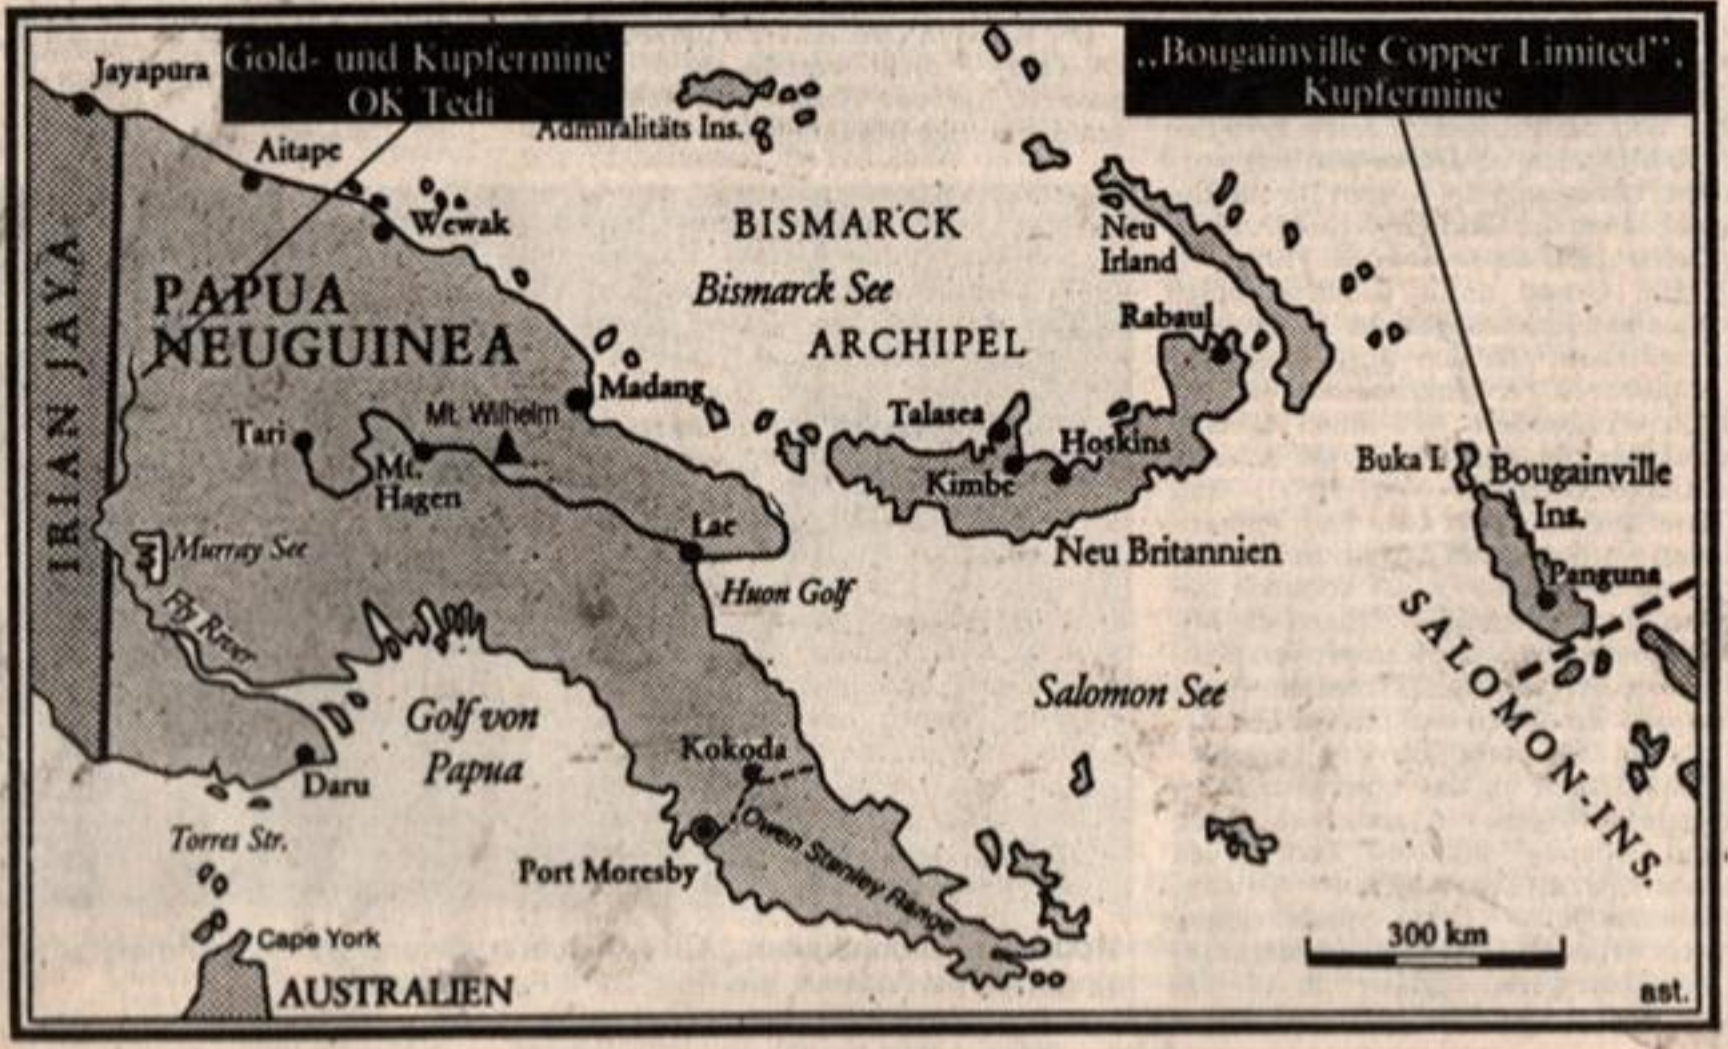 Jayapura
Gold- und Kupfermine
OK Tedi
„Bougainville Copper Limited”,
Kupfermine
Admiralitäts Ins.
Aitape
Wewak
BISMARCK
Bismarck See
ARCHIPEL
Neu
Irland
Rabaul
IRIAN JAYA
PAPUA
NEUGUINEA
Madang
Mt. Wilhelm
Tari
Mt.
Hagen
Talasea
Hoskins
Kimbe
Buka I.
Bougainville
Ins.
Lae
Neu Britannien
Murray See
Huon Golf
Panguna
Fly River
SALOMON-INS.
Golf von
Papua
Salomon See
Kokoda
Daru
Torres Str.
Owen Stanley Range
Port Moresby
Cape York
AUSTRALIEN
300 km
ast.